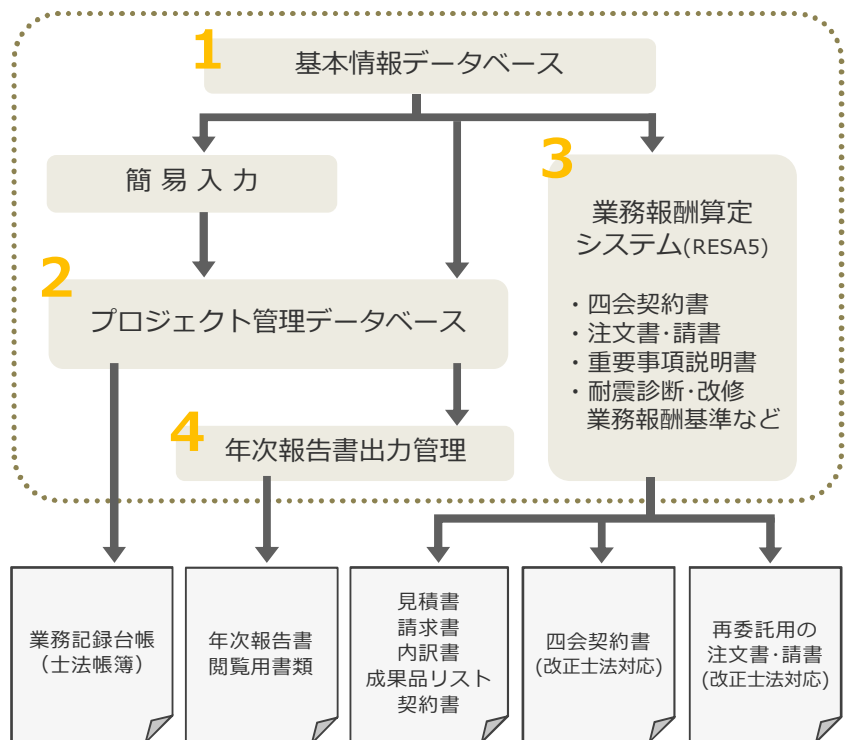 1
基本情報データベース
簡易入力
2
プロジェクト管理データベース
3
業務報酬算定
システム(RESA5)
・四会契約書
・注文書･請書
・重要事項説明書
・耐震診断･改修
業務報酬基準など
4
年次報告書出力管理
業務記録台帳
（士法帳簿）
年次報告書
閲覧用書類
見積書
請求書
内訳書
成果品リスト
契約書
四会契約書
(改正士法対応)
再委託用の
注文書･請書
(改正士法対応)